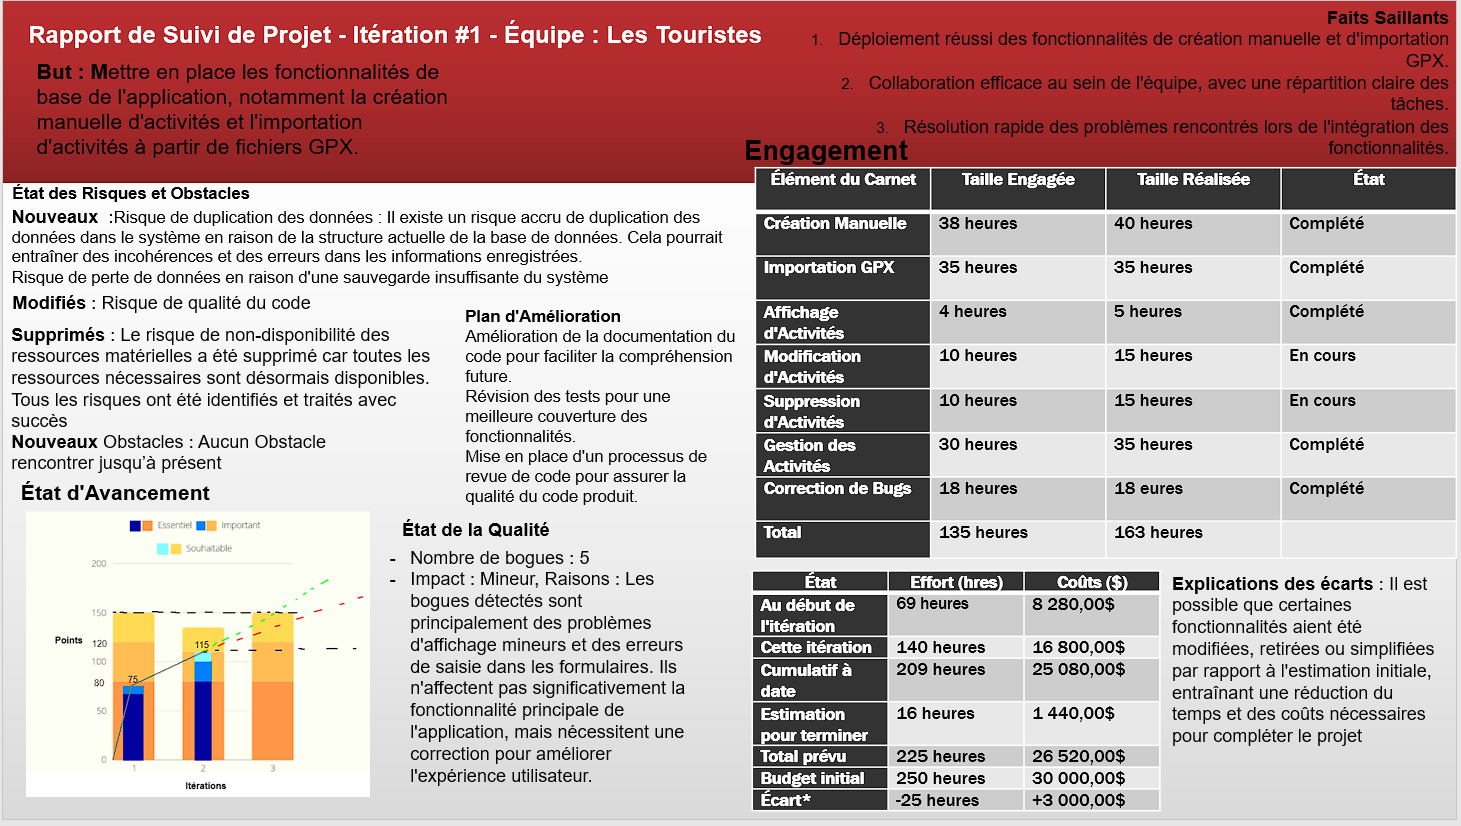 Rapport de Suivi de Projet - Itération #1 - Équipe : Les Touristes
But : Mettre en place les fonctionnalités de
base de l'application, notamment la création
manuelle d'activités et l'importation
d'activités à partir de fichiers GPX.
Faits Saillants
1. Déploiement réussi des fonctionnalités de création manuelle et d'importation
GPX.
2. Collaboration efficace au sein de l'équipe, avec une répartition claire des
tâches.
3. Résolution rapide des problèmes rencontrés lors de l'intégration des
fonctionnalités.
État des Risques et Obstacles
Nouveaux :Risque de duplication des données : Il existe un risque accru de duplication des
données dans le système en raison de la structure actuelle de la base de données. Cela pourrait
entraîner des incohérences et des erreurs dans les informations enregistrées.
Risque de perte de données en raison d'une sauvegarde insuffisante du système
Modifiés : Risque de qualité du code
Supprimés : Le risque de non-disponibilité des
ressources matérielles a été supprimé car toutes les
ressources nécessaires sont désormais disponibles.
Tous les risques ont été identifiés et traités avec
succès
Nouveaux Obstacles : Aucun Obstacle
rencontrer jusqu'à présent
Plan d'Amélioration
Amélioration de la documentation du
code pour faciliter la compréhension
future.
Révision des tests pour une
meilleure couverture des
fonctionnalités.
Mise en place d'un processus de
revue de code pour assurer la
qualité du code produit.
État d'Avancement
Essentiel Important
Souhaitable
200
150
Points
120
100
80
50
0
75
115
1 2 3
Itérations
État de la Qualité
- Nombre de bogues : 5
- Impact : Mineur, Raisons : Les
bogues détectés sont
principalement des problèmes
d'affichage mineurs et des erreurs
de saisie dans les formulaires. Ils
n'affectent pas significativement la
fonctionnalité principale de
l'application, mais nécessitent une
correction pour améliorer
l'expérience utilisateur.
Engagement
Élément du Carnet Taille Engagée Taille Réalisée État
Création Manuelle 38 heures 40 heures Complété
Importation GPX 35 heures 35 heures Complété
Affichage 4 heures 5 heures Complété
d'Activités
Modification 10 heures 15 heures En cours
d'Activités
Suppression 10 heures 15 heures En cours
d'Activités
Gestion des 30 heures 35 heures Complété
Activités
Correction de Bugs 18 heures 18 eures Complété
Total 135 heures 163 heures
État Effort (hres) Coûts ($)
Au début de 69 heures 8 280,00$
l'itération
Cette itération 140 heures 16 800,00$
Cumulatif à 209 heures 25 080,00$
date
Estimation 16 heures 1 440,00$
pour terminer
Total prévu 225 heures 26 520,00$
Budget initial 250 heures 30 000,00$
Écart* -25 heures +3 000,00$
Explications des écarts : Il est
possible que certaines
fonctionnalités aient été
modifiées, retirées ou simplifiées
par rapport à l'estimation initiale,
entraînant une réduction du
temps et des coûts nécessaires
pour compléter le projet